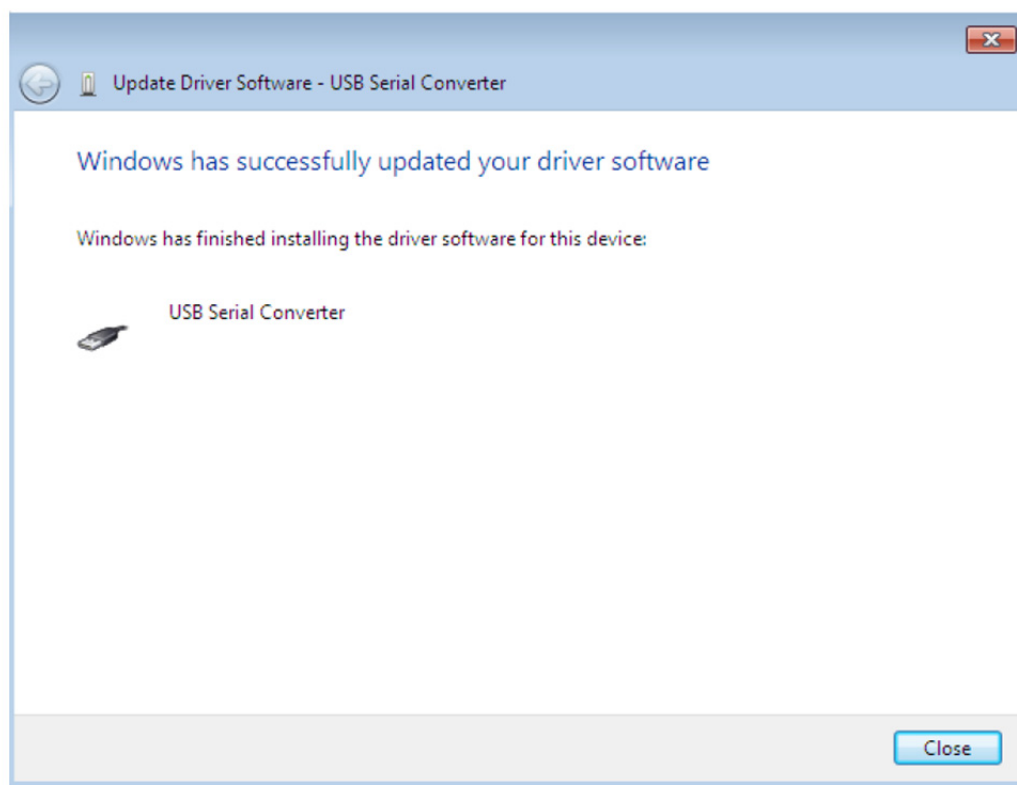 Update Driver Software - USB Serial Converter
Windows has successfully updated your driver software
Windows has finished installing the driver software for this device:
USB Serial Converter
Close